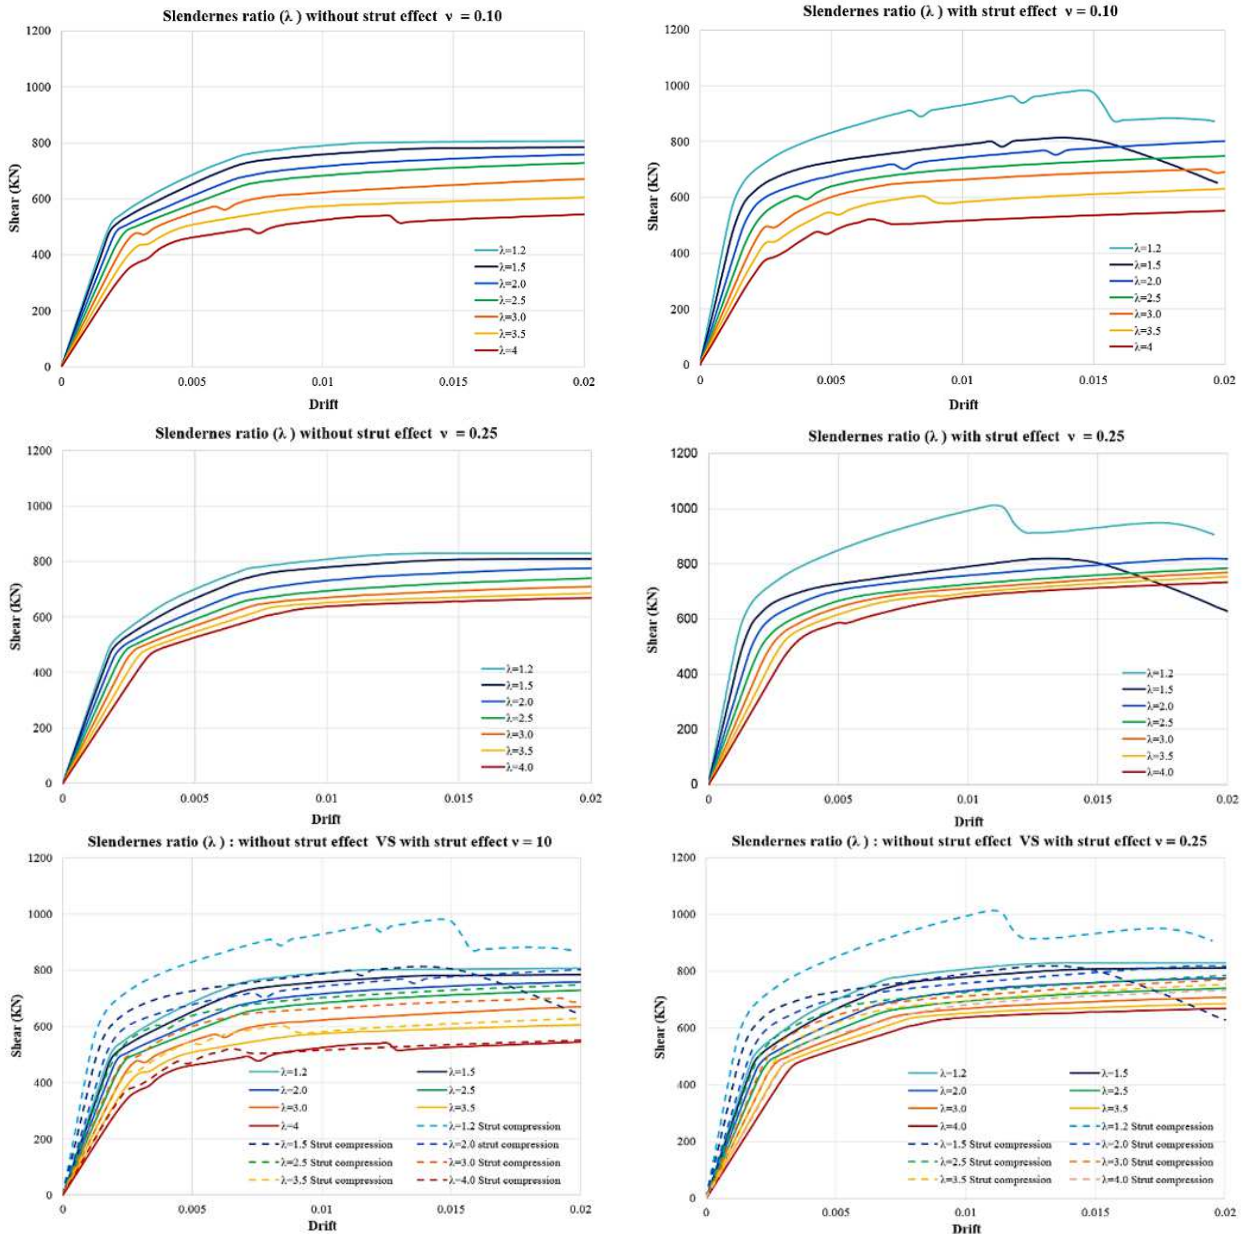 Slendernes ratio (λ ) without strut effect ν = 0.10
1200
1000
800
600
400
200
0
Shear (KN)
λ=1.2
λ=1.5
λ=2.0
λ=2.5
λ=3.0
λ=3.5
λ=4
0 0.005 0.01 0.015 0.02
Drift
Slendernes ratio (λ ) with strut effect ν = 0.10
1200
1000
800
600
400
200
0
Shear (KN)
λ=1.2
λ=1.5
λ=2.0
λ=2.5
λ=3.0
λ=3.5
λ=4
0 0.005 0.01 0.015 0.02
Drift
Slendernes ratio (λ ) without strut effect ν = 0.25
1200
1000
800
600
400
200
0
Shear (KN)
λ=1.2
λ=1.5
λ=2.0
λ=2.5
λ=3.0
λ=3.5
λ=4.0
0 0.005 0.01 0.015 0.02
Drift
Slendernes ratio (λ ) with strut effect ν = 0.25
1200
1000
800
600
400
200
0
Shear (KN)
λ=1.2
λ=1.5
λ=2.0
λ=2.5
λ=3.0
λ=3.5
λ=4.0
0 0.005 0.01 0.015 0.02
Drift
Slendernes ratio (λ ) : without strut effect VS with strut effect ν = 10
1200
1000
800
600
400
200
0
Shear (KN)
λ=1.2 λ=1.5
λ=2.0 λ=2.5
λ=3.0 λ=3.5
λ=4 λ=1.2 Strut compression
λ=1.5 Strut compression λ=2.0 strut compression
λ=2.5 Strut compression λ=3.0 Strut compression
λ=3.5 Strut compression λ=4.0 Strut compression
0 0.005 0.01 0.015 0.02
Drift
Slendernes ratio (λ ) : without strut effect VS with strut effect ν = 0.25
1200
1000
800
600
400
200
0
Shear (KN)
λ=1.2 λ=1.5
λ=2.0 λ=2.5
λ=3.0 λ=3.5
λ=4.0 λ=1.2 Strut compression
λ=1.5 Strut compression λ=2.0 Strut compression
λ=2.5 Strut compression λ=3.0 Strut compression
λ=3.5 Strut compression λ=4.0 Strut compression
0 0.005 0.01 0.015 0.02
Drift